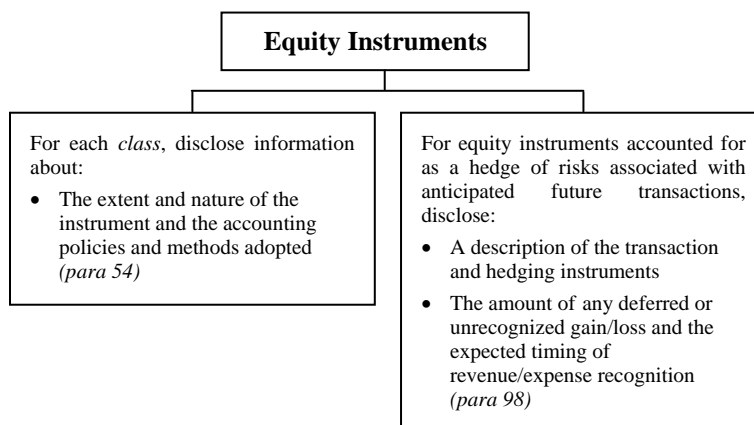 Equity Instruments
For each class, disclose information
about:
• The extent and nature of the
instrument and the accounting
policies and methods adopted
(para 54)
For equity instruments accounted for
as a hedge of risks associated with
anticipated future transactions,
disclose:
• A description of the transaction
and hedging instruments
• The amount of any deferred or
unrecognized gain/loss and the
expected timing of
revenue/expense recognition
(para 98)